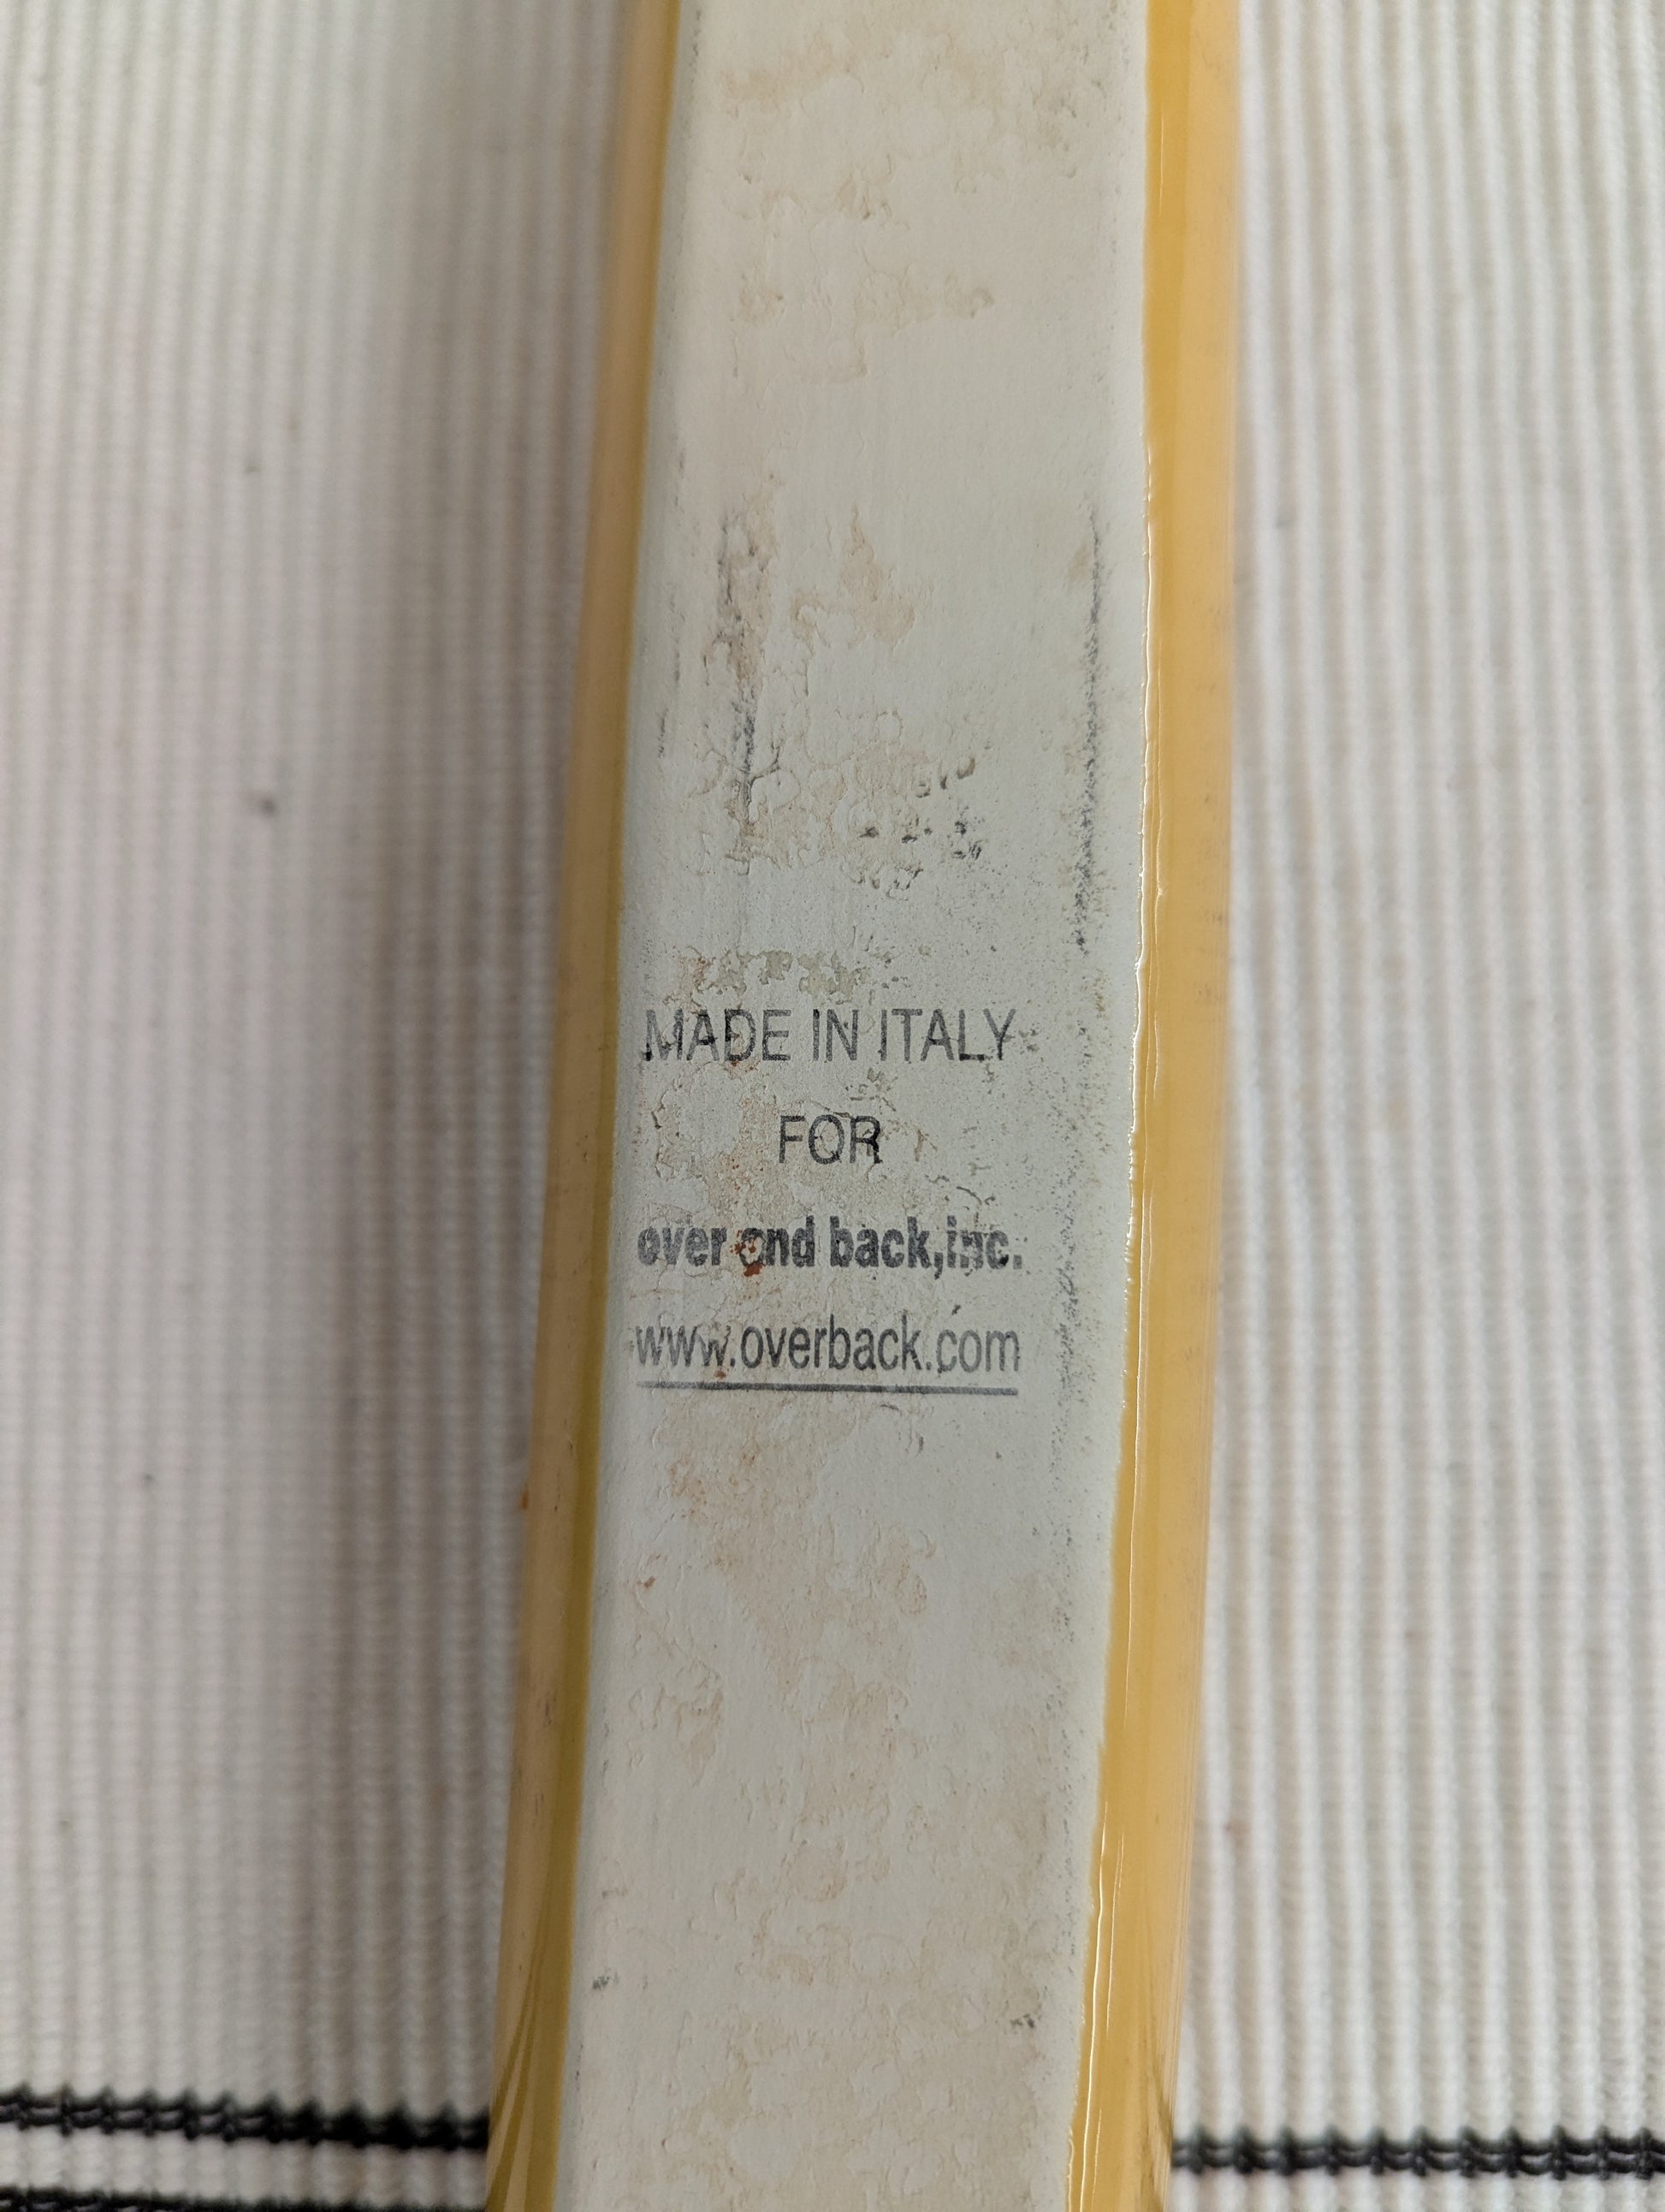 MADE IN ITALY
FOR
over and back,inc.
www.overback.com